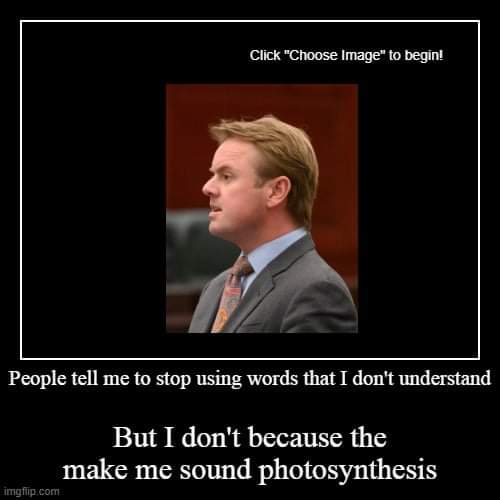 Click "Choose Image" to begin!
People tell me to stop using words that I don't understand
But I don't because the
make me sound photosynthesis
imgflip.com